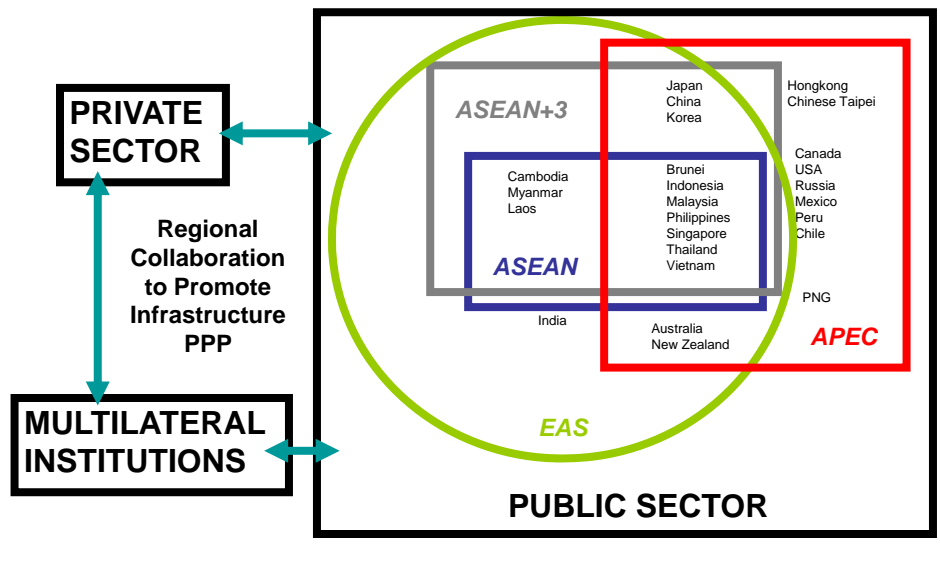 PRIVATE
SECTOR
Regional
Collaboration
to Promote
Infrastructure
PPP
MULTILATERAL
INSTITUTIONS
ASEAN+3
Japan
China
Korea
Hongkong
Chinese Taipei
Cambodia
Myanmar
Laos
ASEAN
Brunei
Indonesia
Malaysia
Philippines
Singapore
Thailand
Vietnam
Canada
USA
Russia
Mexico
Peru
Chile
PNG
India
Australia
New Zealand
APEC
EAS
PUBLIC SECTOR